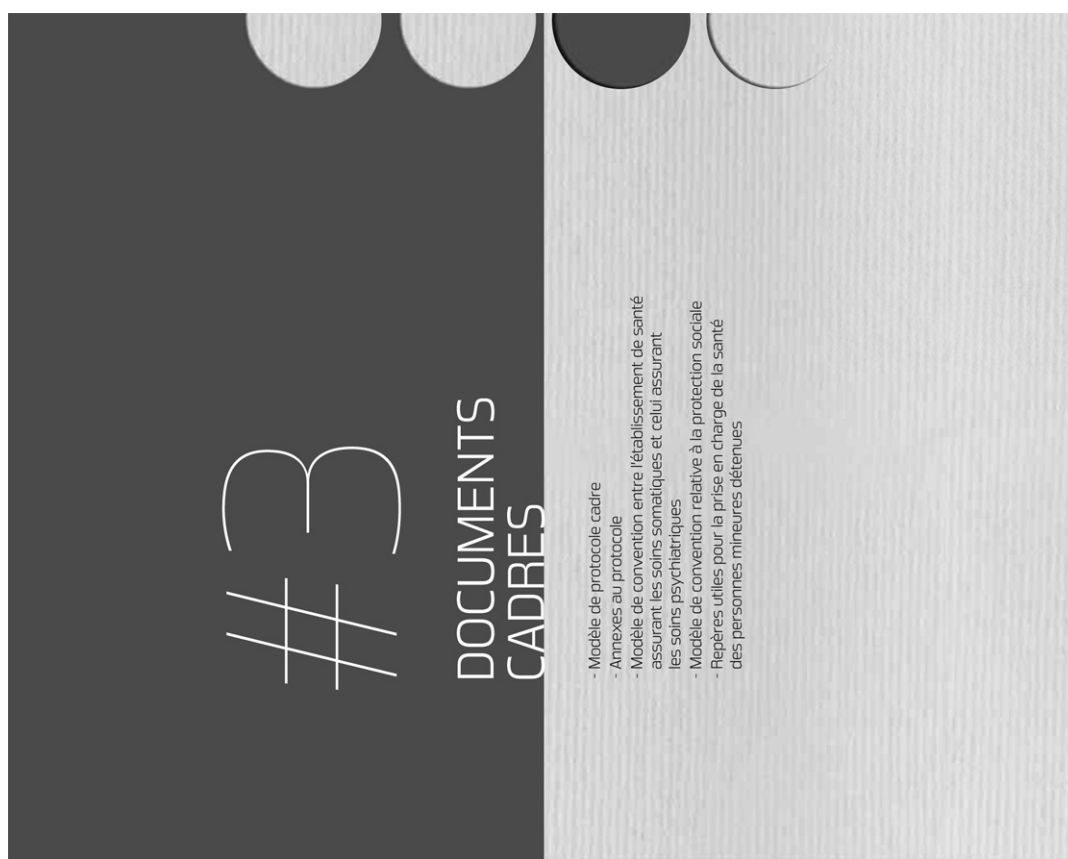 #3
DOCUMENTS
CADRES
- Modèle de protocole cadre
- Annexes au protocole
- Modèle de convention entre l'établissement de santé
assurant les soins somatiques et celui assurant
les soins psychiatriques
- Modèle de convention relative à la protection sociale
- Repères utiles pour la prise en charge de la santé
des personnes mineures détenues